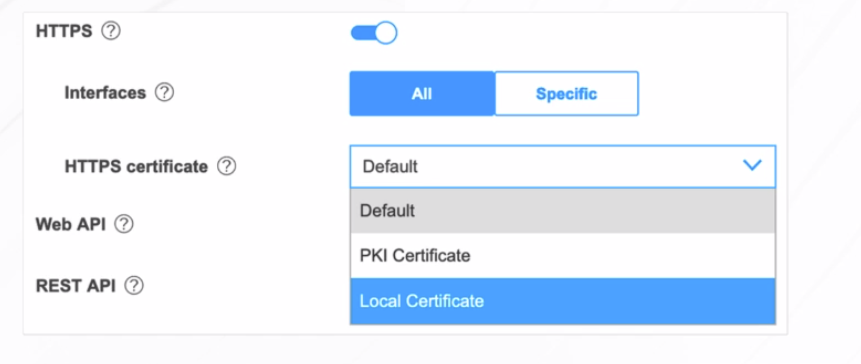 HTTPS ?
Interfaces ? All Specific
HTTPS certificate ? Default
Default
Web API ?
PKI Certificate
REST API ?
Local Certificate